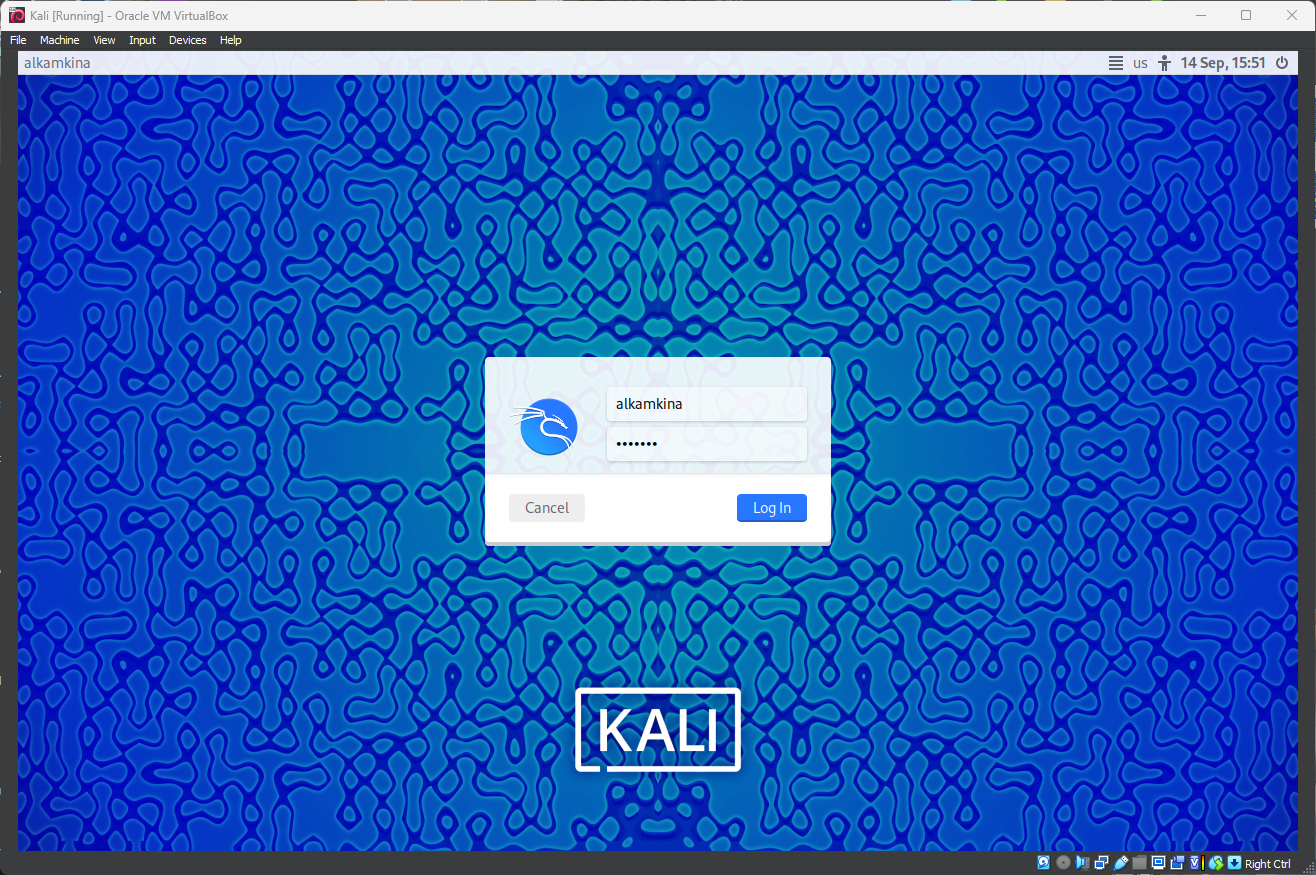 Kali [Running] - Oracle VM VirtualBox
File Machine View Input Devices Help
alkamkina us 14 Sep, 15:51
alkamkina
•••••••
Cancel Log In
KALI
Right Ctrl